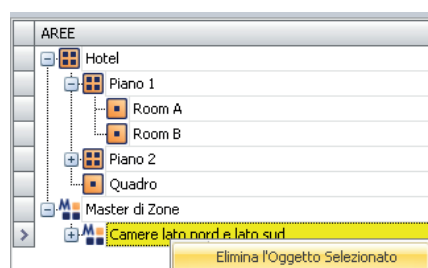 AREE
Hotel
Piano 1
Room A
Room B
Piano 2
Quadro
Master di Zone
Camere lato nord e lato sud
Elimina l'Oggetto Selezionato